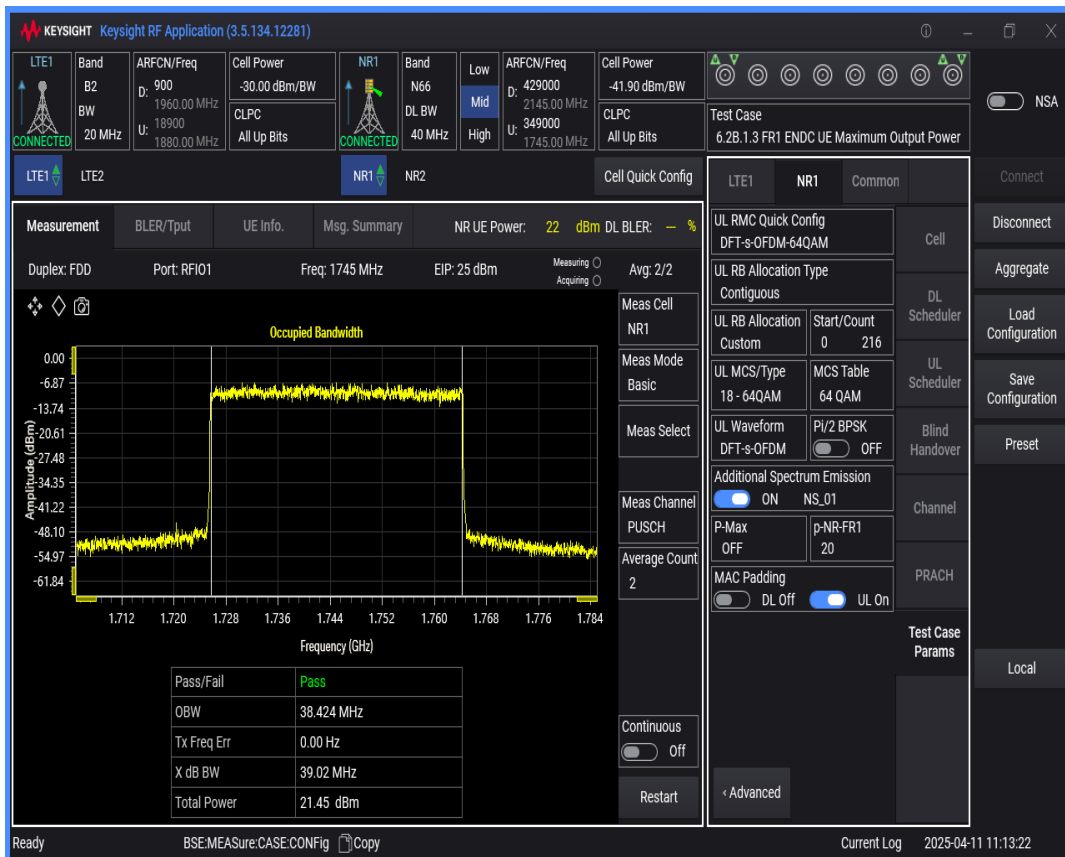 KEYSIGHT Keysight RF Application (3.5.134.12281)
LTE1 Band ARFCN/Freq Cell Power NR1 Band Low ARFCN/Freq Cell Power
B2 D: 900 -30.00 dBm/BW N66 D: 429000 -41.90 dBm/BW
1960.00 MHz Mid 2145.00 MHz NSA
BW 18900 CLPC DL BW 349000 CLPC Test Case
CONNECTED 20 MHz U: 1880.00 MHz All Up Bits CONNECTED 40 MHz High U: 1745.00 MHz All Up Bits 6.2B.1.3 FR1 ENDC UE Maximum Output Power
LTE1 LTE2 NR1 NR2 Cell Quick Config LTE1 NR1 Common Connect
Measurement BLER/Tput UE Info. Msg. Summary NR UE Power: 22 dBm DL BLER: — %
Duplex: FDD Port: RFIO1 Freq: 1745 MHz EIP: 25 dBm Measuring Acquiring Avg: 2/2
Occupied Bandwidth
Amplitude (dBm)
0.00
-6.87
-13.74
-20.61
-27.48
-34.35
-41.22
-48.10
-54.97
-61.84
1.712 1.720 1.728 1.736 1.744 1.752 1.760 1.768 1.776 1.784
Frequency (GHz)
Pass/Fail Pass
OBW 38.424 MHz
Tx Freq Err 0.00 Hz
X dB BW 39.02 MHz
Total Power 21.45 dBm
Meas Cell
NR1
Meas Mode
Basic
Meas Select
Meas Channel
PUSCH
Average Count
2
Continuous
Off
Restart
UL RMC Quick Config
DFT-s-OFDM-64QAM
UL RB Allocation Type
Contiguous
UL RB Allocation Start/Count
Custom 0 216
UL MCS/Type MCS Table
18 - 64QAM 64 QAM
UL Waveform Pi/2 BPSK
DFT-s-OFDM OFF
Additional Spectrum Emission
ON NS_01
P-Max p-NR-FR1
OFF 20
MAC Padding
DL Off UL On
‹ Advanced
Cell
DL
Scheduler
UL
Scheduler
Blind
Handover
Channel
PRACH
Test Case
Params
Disconnect
Aggregate
Load
Configuration
Save
Configuration
Preset
Local
Ready BSE:MEASure:CASE:CONFig Copy Current Log 2025-04-11 11:13:22